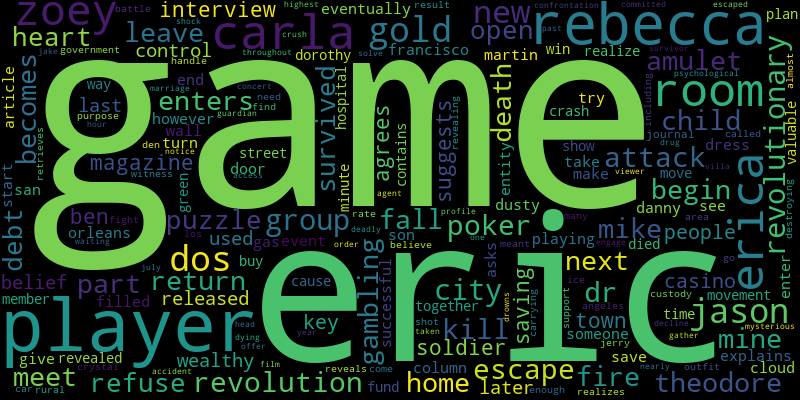 zoey carla gold interview eventually new rebecca
battle shock highest government result
confrontation committed escaped past plan
heart leave control francisco dorothy open martin win realize
jake handle crush throughout solve amulet psychological survivor almost
game
article becomes last enters however way purpose hour end
wall crash try room
magazine turn den notice witness street door survived hospital minute agrees contains suggests death
child journal called drug villa
attack show take make move dress see valuable
entity including revealing
start san debt retrieves green access
ben orleans puzzle group used gas event fall poker dusty
mike people danny begin erica revolutionary
fight waiting los son rate deadly believe playing died
player eric
belief part dos return buy cause gambling successful
asks meant one profile agent order
city saving next dr town casino enter
member filled released key together
kill carrying drowns ice angeles support
someone jason time movement custody
give revealed wealthy shot taken soldier
jerry save mine explains cloud
meet rural car crystal accident refuse revolution
head dying offer film year reveals fund come
home column later escape fire theodore
enough realizes nearly outfit gather decline
need find concert guardian marriage
july viewer many area engage go destroying mysterious